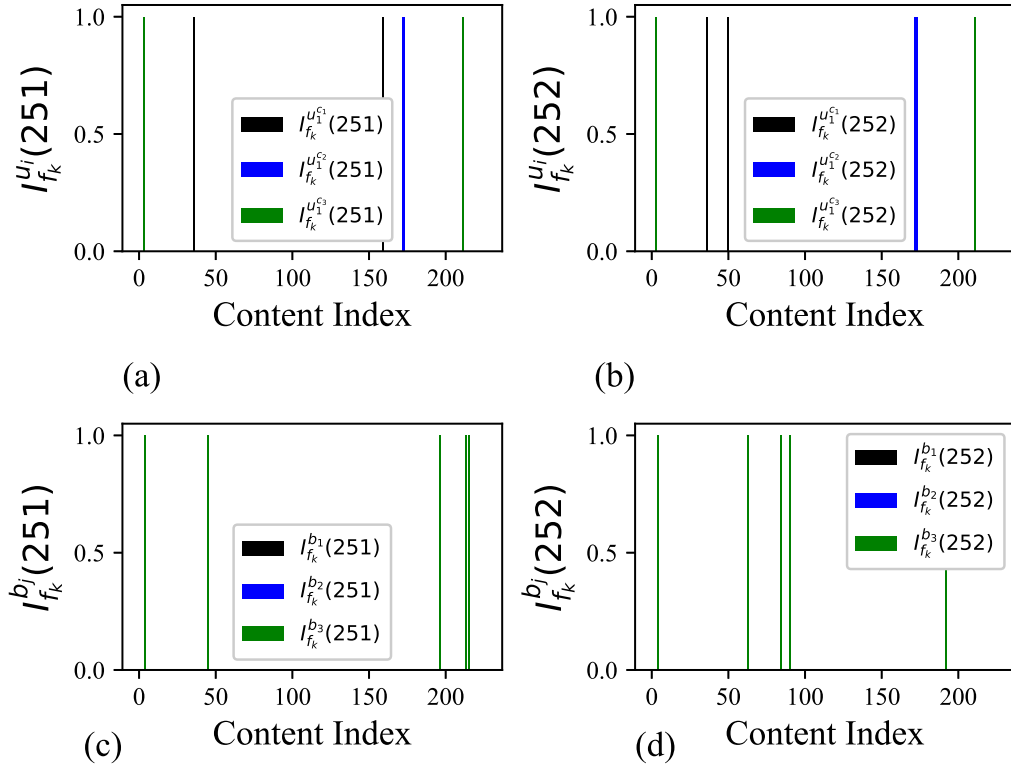 I_{f_k}^{u_i}(251)
1.0
0.5
0.0
I_{f_k}^{u_1^{c_1}}(251)
I_{f_k}^{u_1^{c_2}}(251)
I_{f_k}^{u_1^{c_3}}(251)
0 50 100 150 200
Content Index
(a)
I_{f_k}^{u_i}(252)
1.0
0.5
0.0
I_{f_k}^{u_1^{c_1}}(252)
I_{f_k}^{u_1^{c_2}}(252)
I_{f_k}^{u_1^{c_3}}(252)
0 50 100 150 200
Content Index
(b)
I_{f_k}^{b_j}(251)
1.0
0.5
0.0
I_{f_k}^{b_1}(251)
I_{f_k}^{b_2}(251)
I_{f_k}^{b_3}(251)
0 50 100 150 200
Content Index
(c)
I_{f_k}^{b_j}(252)
1.0
0.5
0.0
I_{f_k}^{b_1}(252)
I_{f_k}^{b_2}(252)
I_{f_k}^{b_3}(252)
0 50 100 150 200
Content Index
(d)